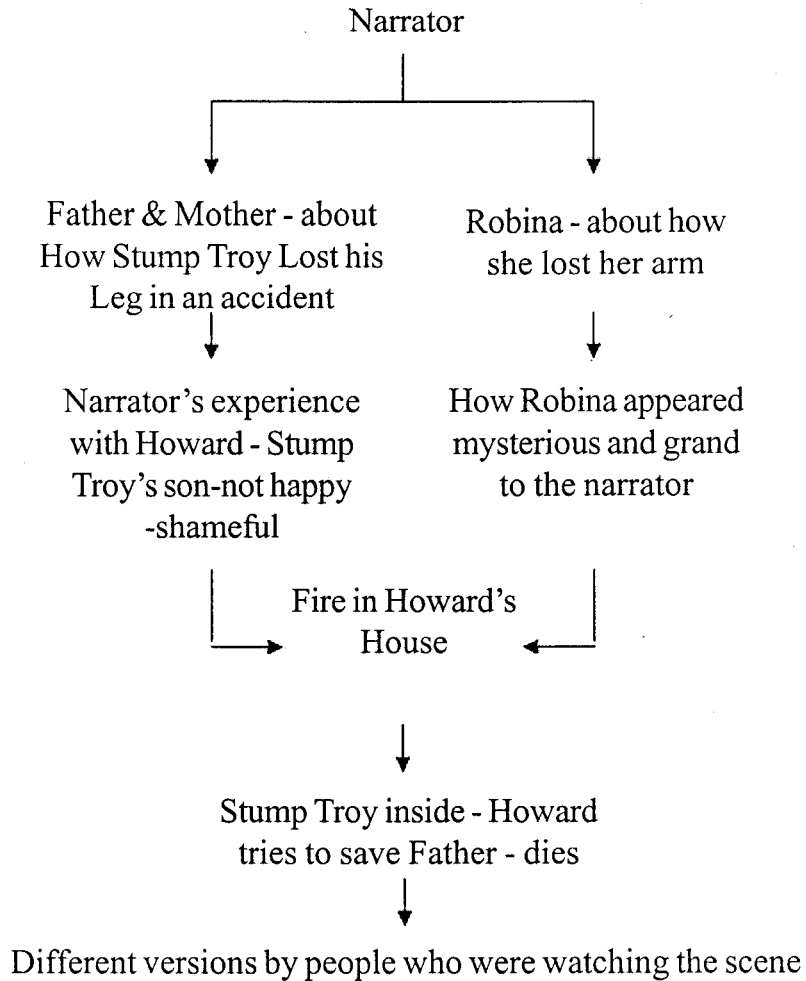 Narrator
Father & Mother - about
How Stump Troy Lost his
Leg in an accident
Robina - about how
she lost her arm
Narrator's experience
with Howard - Stump
Troy's son-not happy
-shameful
How Robina appeared
mysterious and grand
to the narrator
Fire in Howard's
House
Stump Troy inside - Howard
tries to save Father - dies
Different versions by people who were watching the scene